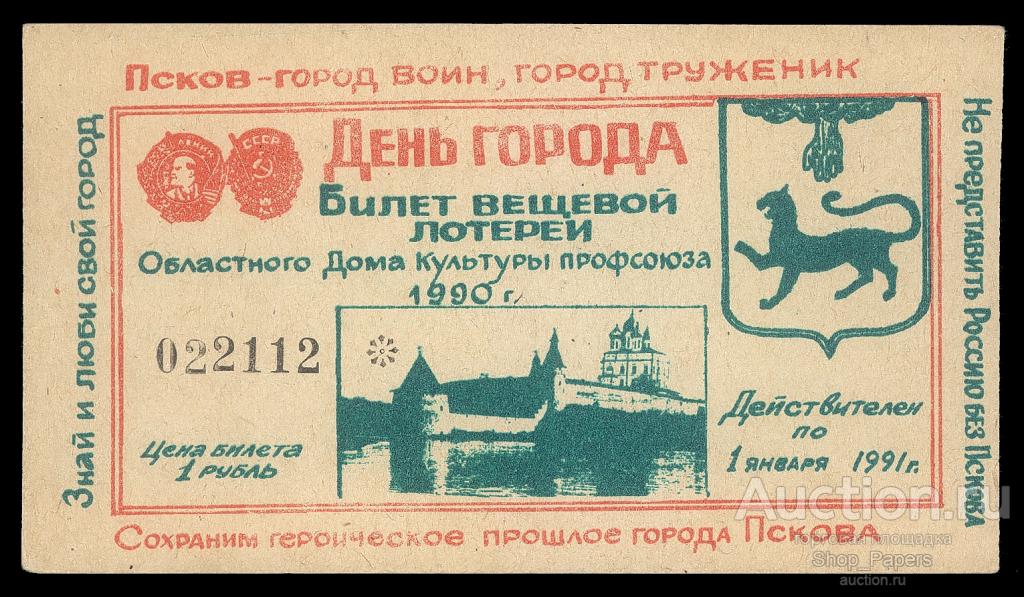 Псков - город воин, город труженик
Знай и люби свой город
Не представить Россию без Пскова
День города
Билет вещевой
лотереи
Областного Дома культуры профсоюза
1990 г.
ЛЕНИН
СССР
022112
Цена билета
1 рубль
Действителен
по
1 января 1991 г.
Сохраним героическое прошлое города Пскова
Auction.ru
торговая площадка
Shop_Papers
auction.ru